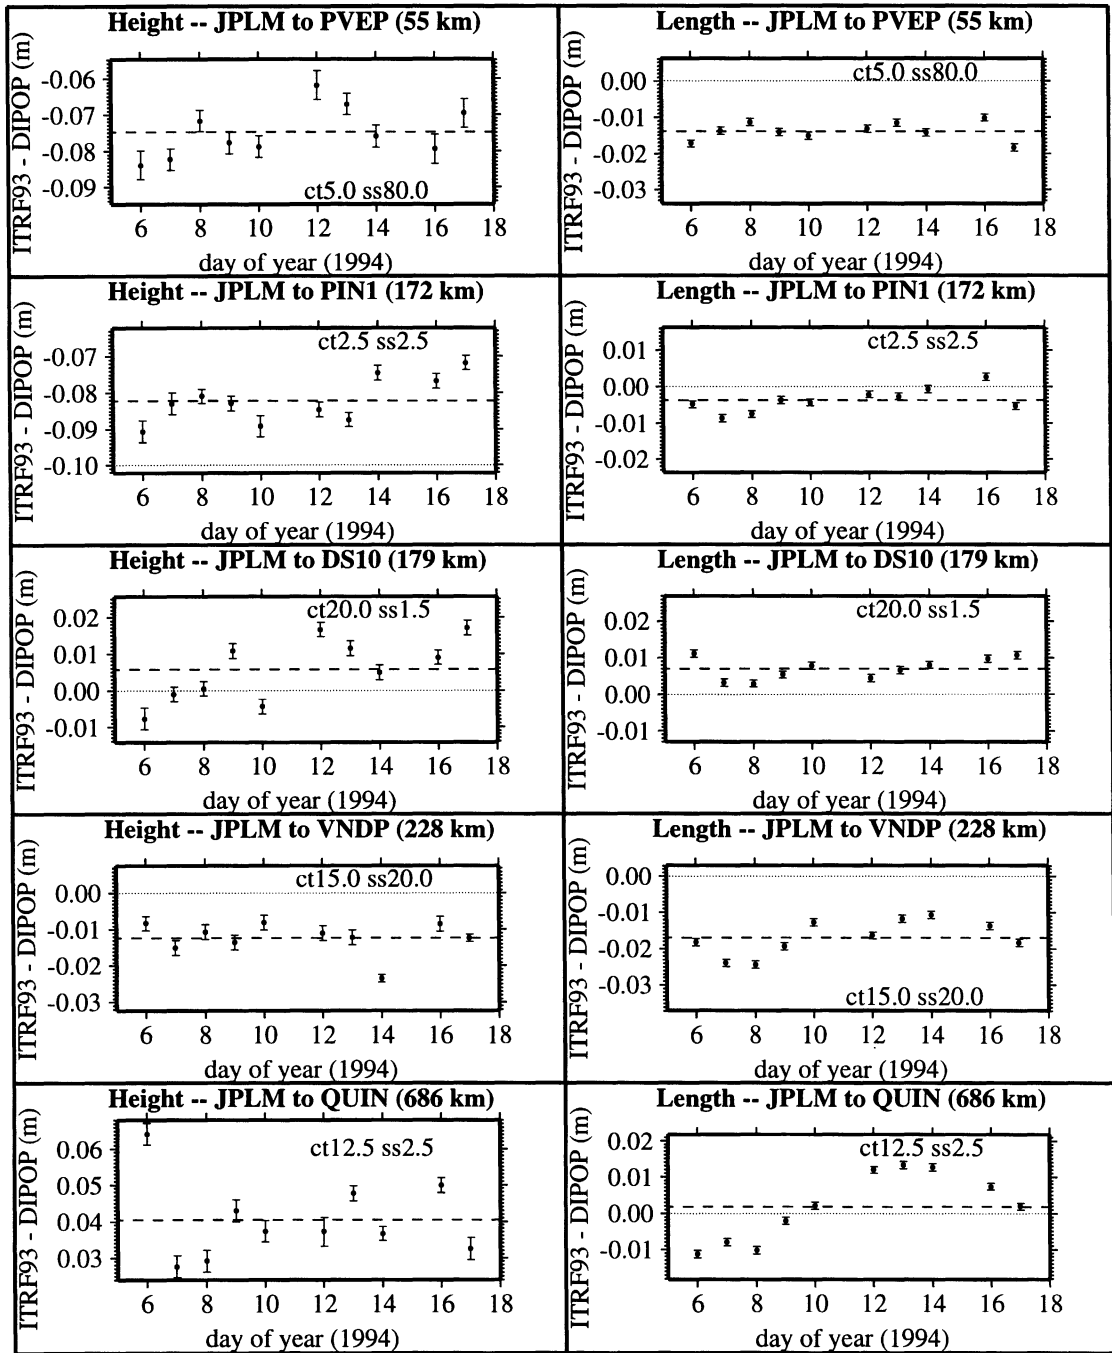 Height -- JPLM to PVEP (55 km)
ITRF93 - DIPOP (m)
-0.06
-0.07
-0.08
-0.09
ct5.0 ss80.0
6 8 10 12 14 16 18
day of year (1994)
Length -- JPLM to PVEP (55 km)
ITRF93 - DIPOP (m)
ct5.0 ss80.0
0.00
-0.01
-0.02
-0.03
6 8 10 12 14 16 18
day of year (1994)
Height -- JPLM to PIN1 (172 km)
ITRF93 - DIPOP (m)
ct2.5 ss2.5
-0.07
-0.08
-0.09
-0.10
6 8 10 12 14 16 18
day of year (1994)
Length -- JPLM to PIN1 (172 km)
ITRF93 - DIPOP (m)
ct2.5 ss2.5
0.01
0.00
-0.01
-0.02
6 8 10 12 14 16 18
day of year (1994)
Height -- JPLM to DS10 (179 km)
ITRF93 - DIPOP (m)
ct20.0 ss1.5
0.02
0.01
0.00
-0.01
6 8 10 12 14 16 18
day of year (1994)
Length -- JPLM to DS10 (179 km)
ITRF93 - DIPOP (m)
ct20.0 ss1.5
0.02
0.01
0.00
-0.01
6 8 10 12 14 16 18
day of year (1994)
Height -- JPLM to VNDP (228 km)
ITRF93 - DIPOP (m)
ct15.0 ss20.0
0.00
-0.01
-0.02
-0.03
6 8 10 12 14 16 18
day of year (1994)
Length -- JPLM to VNDP (228 km)
ITRF93 - DIPOP (m)
0.00
-0.01
-0.02
-0.03
ct15.0 ss20.0
6 8 10 12 14 16 18
day of year (1994)
Height -- JPLM to QUIN (686 km)
ITRF93 - DIPOP (m)
ct12.5 ss2.5
0.06
0.05
0.04
0.03
6 8 10 12 14 16 18
day of year (1994)
Length -- JPLM to QUIN (686 km)
ITRF93 - DIPOP (m)
ct12.5 ss2.5
0.02
0.01
0.00
-0.01
6 8 10 12 14 16 18
day of year (1994)